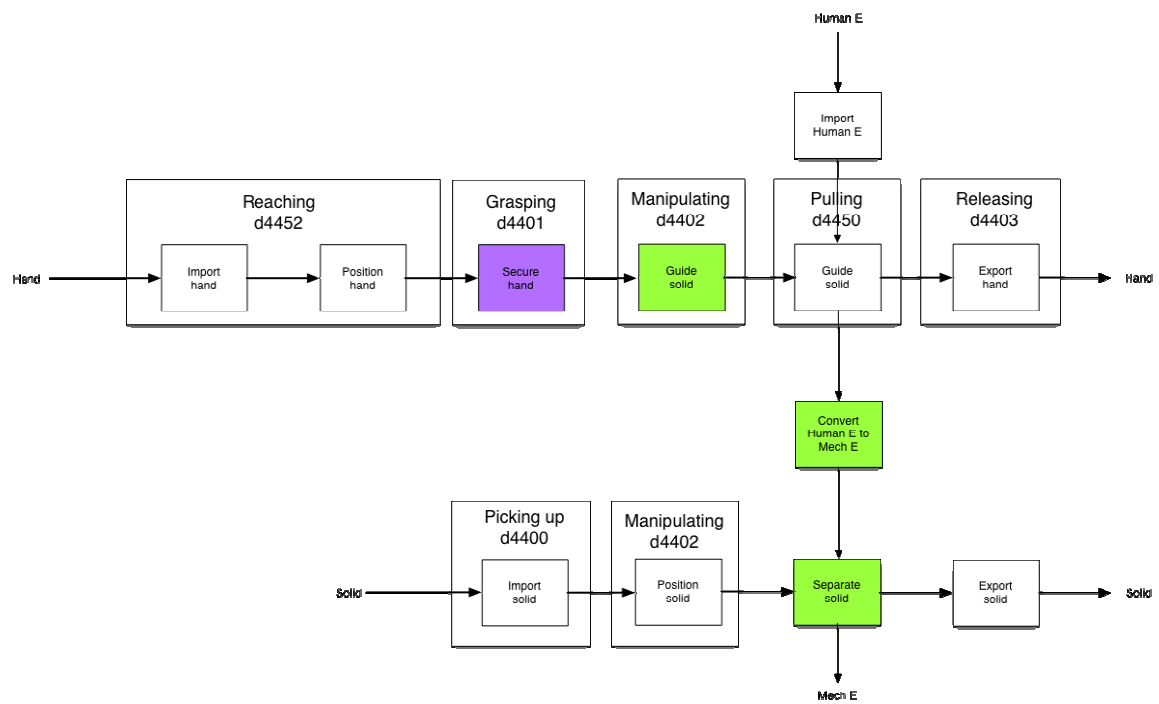 Human E
Import
Human E
Reaching
d4452
Grasping
d4401
Manipulating
d4402
Pulling
d4450
Releasing
d4403
Hand
Import
hand
Position
hand
Secure
hand
Guide
solid
Guide
solid
Export
hand
Hand
Convert
Human E to
Mech E
Picking up
d4400
Manipulating
d4402
Solid
Import
solid
Position
solid
Separate
solid
Export
solid
Solid
Mech E